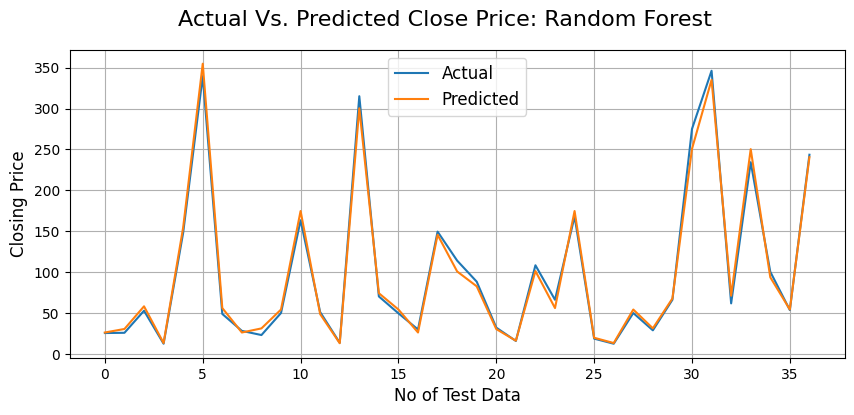 Actual Vs. Predicted Close Price: Random Forest
Actual
Predicted
Closing Price
350
300
250
200
150
100
50
0
0 5 10 15 20 25 30 35
No of Test Data